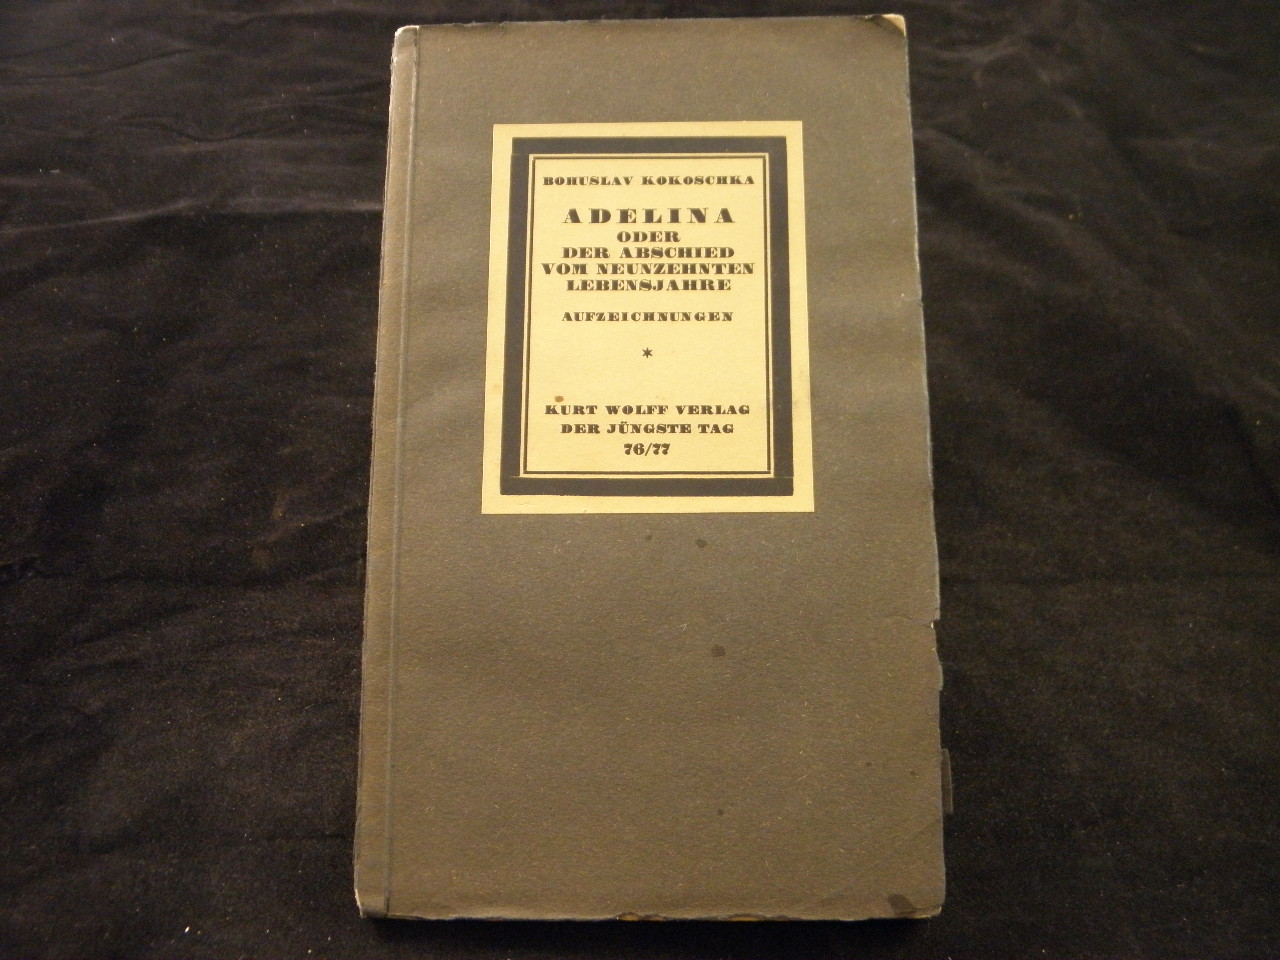 BOHUSLAV KOKOSCHKA
ADELINA
ODER
DER ABSCHIED
VOM NEUNZEHNTEN
LEBENSJAHRE
AUFZEICHNUNGEN
*
KURT WOLFF VERLAG
DER JÜNGSTE TAG
76/77